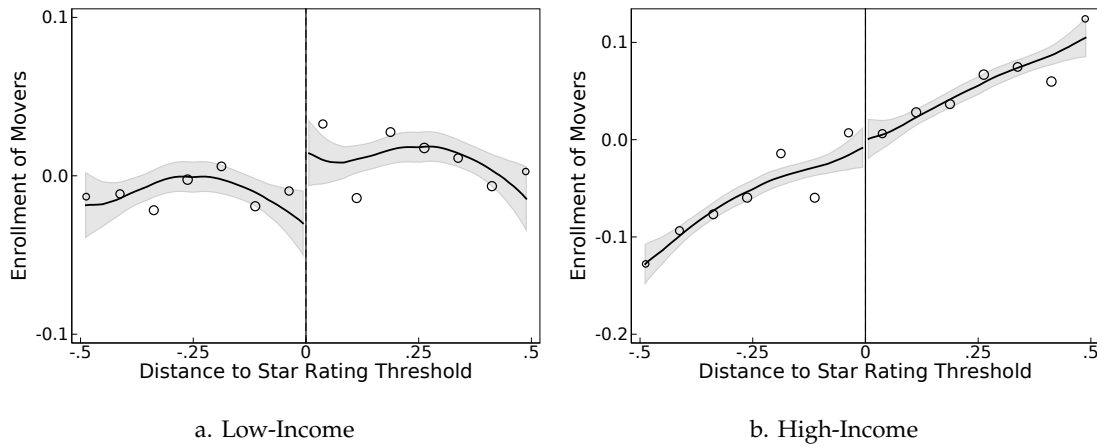 0.1
0.0
-0.1
Enrollment of Movers
-.5
-.25
0
.25
.5
Distance to Star Rating Threshold
a. Low-Income
0.1
0.0
-0.1
-0.2
Enrollment of Movers
-.5
-.25
0
.25
.5
Distance to Star Rating Threshold
b. High-Income